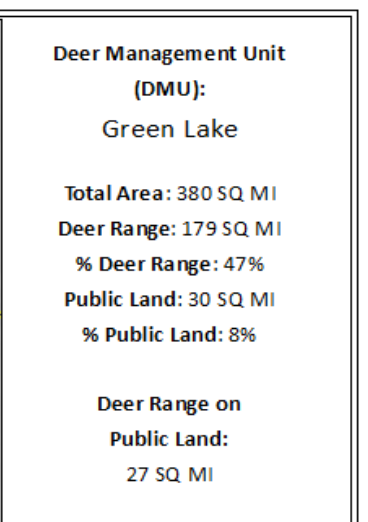 Deer Management Unit
(DMU):
Green Lake
Total Area: 380 SQ MI
Deer Range: 179 SQ MI
% Deer Range: 47%
Public Land: 30 SQ MI
% Public Land: 8%
Deer Range on
Public Land:
27 SQ MI